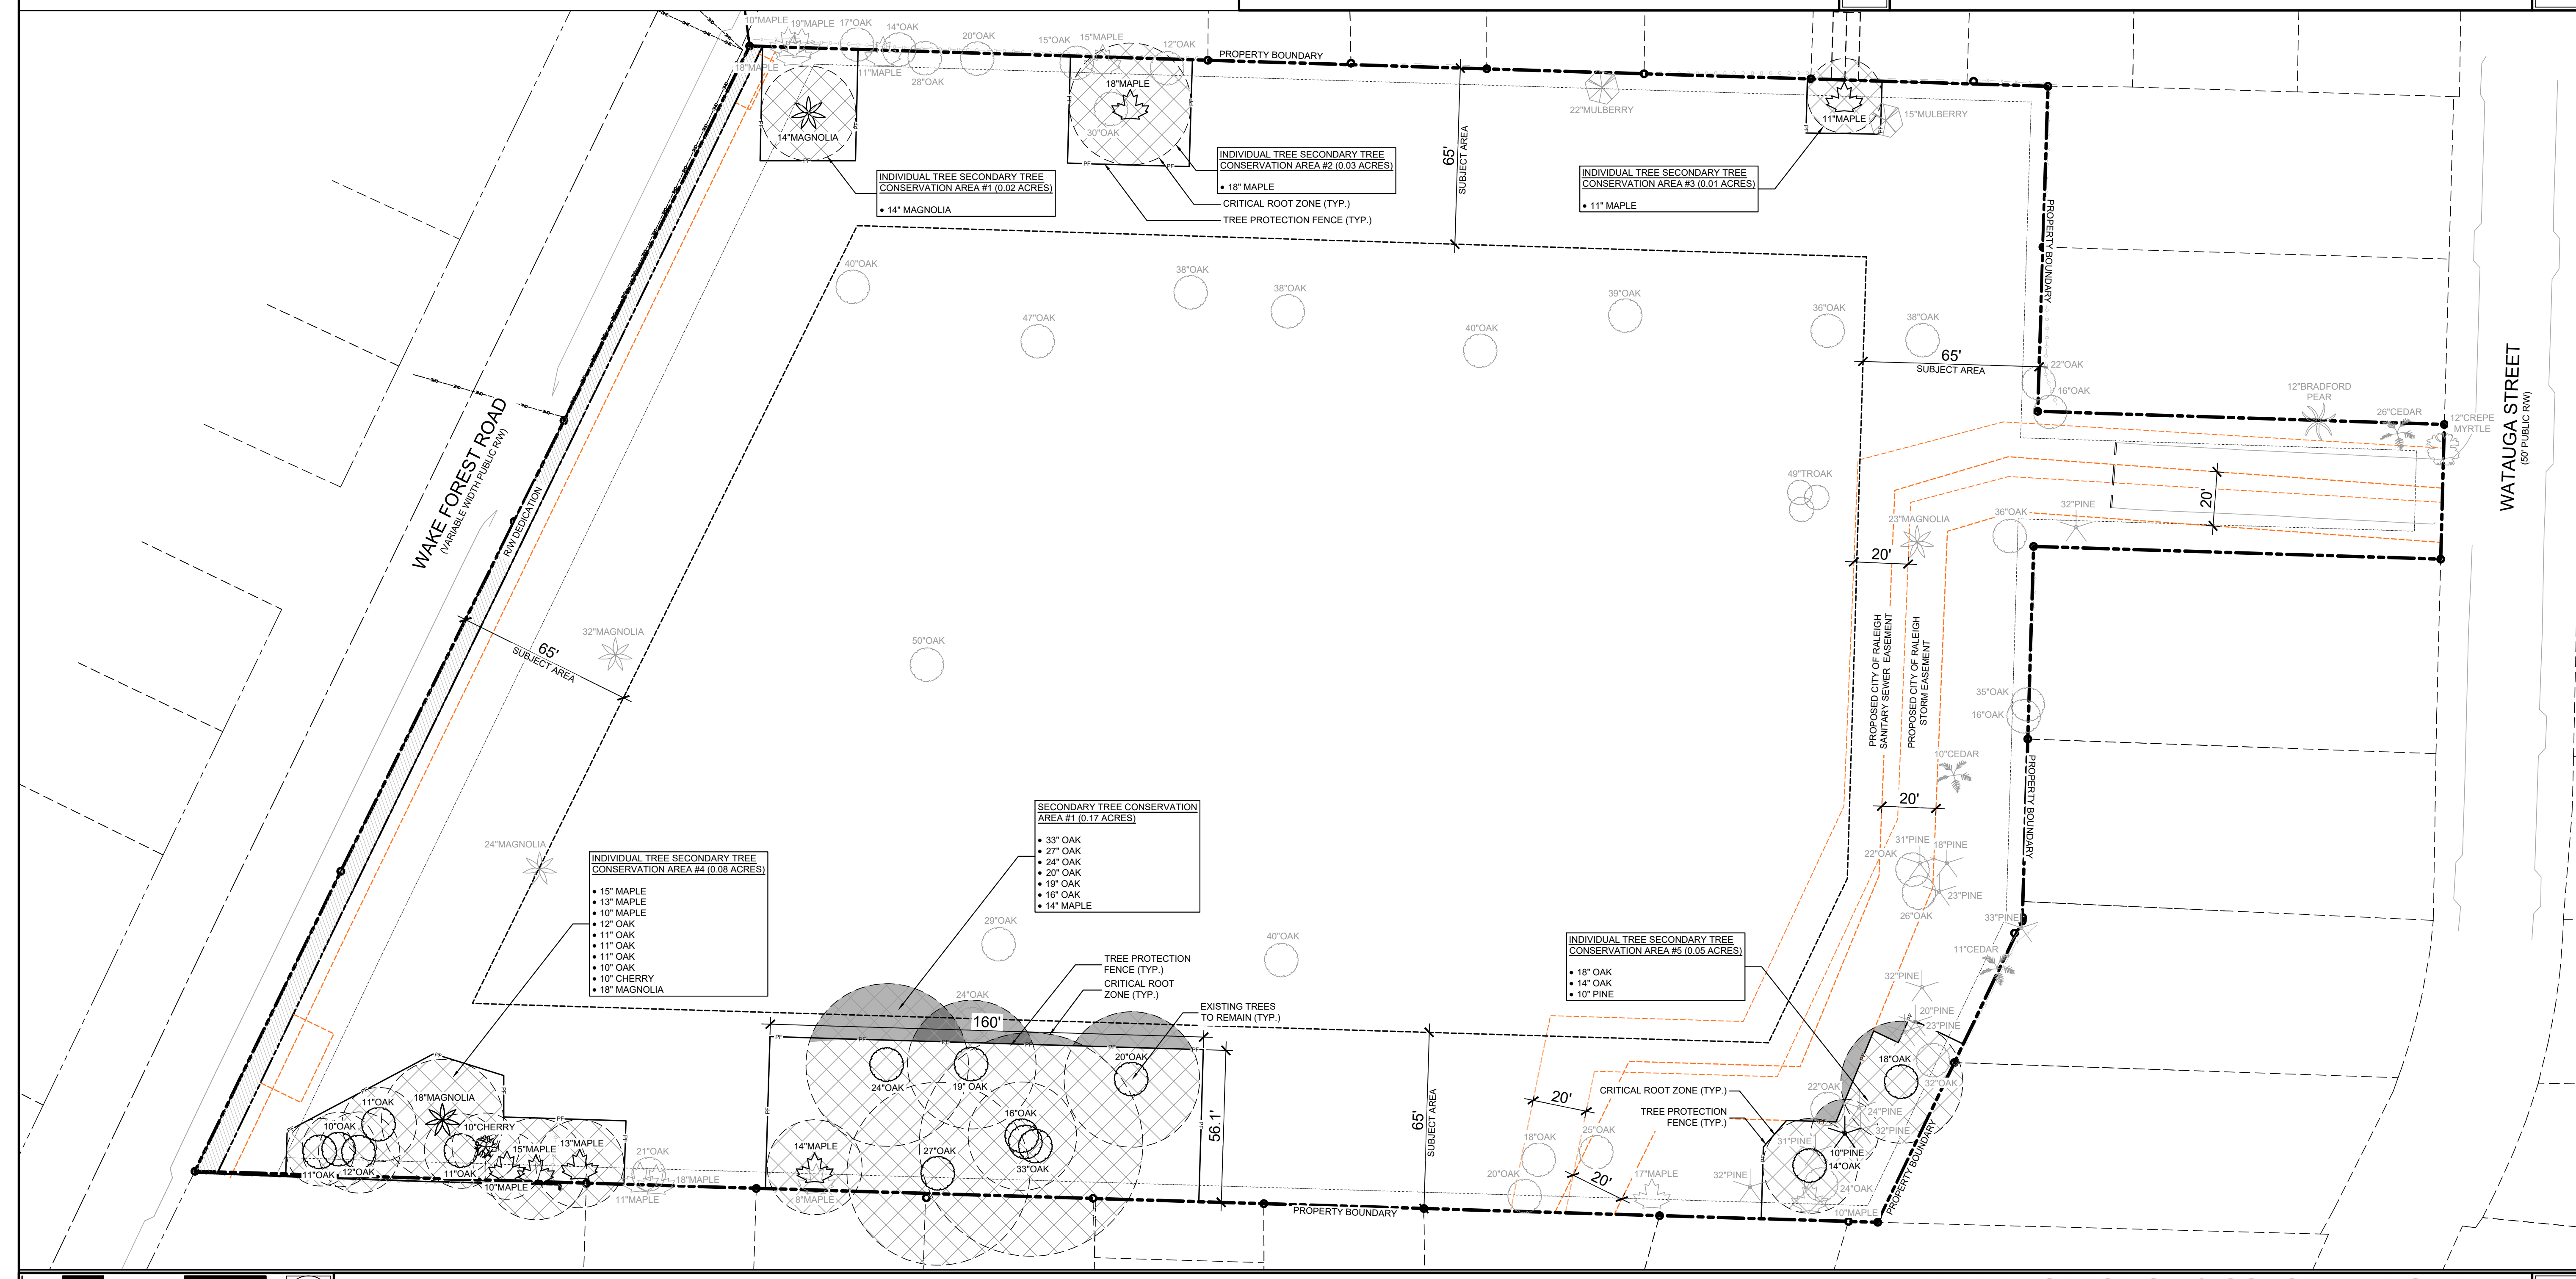 10"MAPLE
19"MAPLE
17"OAK
14"OAK
20"OAK
15"OAK
15"MAPLE
12"OAK
18"MAPLE
11"MAPLE
28"OAK
PROPERTY BOUNDARY
18"MAPLE
30"OAK
14"MAGNOLIA
22"MULBERRY
11"MAPLE
15"MULBERRY
INDIVIDUAL TREE SECONDARY TREE
CONSERVATION AREA #1 (0.02 ACRES)
• 14" MAGNOLIA
INDIVIDUAL TREE SECONDARY TREE
CONSERVATION AREA #2 (0.03 ACRES)
• 18" MAPLE
CRITICAL ROOT ZONE (TYP.)
TREE PROTECTION FENCE (TYP.)
65'
SUBJECT AREA
INDIVIDUAL TREE SECONDARY TREE
CONSERVATION AREA #3 (0.01 ACRES)
• 11" MAPLE
PROPERTY BOUNDARY
40"OAK
47"OAK
38"OAK
38"OAK
40"OAK
39"OAK
36"OAK
38"OAK
65'
SUBJECT AREA
22"OAK
16"OAK
12"BRADFORD
PEAR
26"CEDAR
12"CREPE
MYRTLE
WATAUGA STREET
(50' PUBLIC R/W)
WAKE FOREST ROAD
(VARIABLE WIDTH PUBLIC R/W)
R/W DEDICATION
49"TROAK
23"MAGNOLIA
36"OAK
32"PINE
20'
20'
65'
SUBJECT AREA
32"MAGNOLIA
50"OAK
PROPOSED CITY OF RALEIGH
SANITARY SEWER EASEMENT
PROPOSED CITY OF RALEIGH
STORM EASEMENT
35"OAK
16"OAK
10"CEDAR
20'
PROPERTY BOUNDARY
24"MAGNOLIA
INDIVIDUAL TREE SECONDARY TREE
CONSERVATION AREA #4 (0.08 ACRES)
• 15" MAPLE
• 13" MAPLE
• 10" MAPLE
• 12" OAK
• 11" OAK
• 11" OAK
• 11" OAK
• 10" OAK
• 10" CHERRY
• 18" MAGNOLIA
SECONDARY TREE CONSERVATION
AREA #1 (0.17 ACRES)
• 33" OAK
• 27" OAK
• 24" OAK
• 20" OAK
• 19" OAK
• 16" OAK
• 14" MAPLE
29"OAK
40"OAK
TREE PROTECTION
FENCE (TYP.)
CRITICAL ROOT
ZONE (TYP.)
EXISTING TREES
TO REMAIN (TYP.)
24"OAK
160'
22"OAK
31"PINE
18"PINE
23"PINE
26"OAK
33"PINE
11"CEDAR
32"PINE
20"PINE
23"PINE
INDIVIDUAL TREE SECONDARY TREE
CONSERVATION AREA #5 (0.05 ACRES)
• 18" OAK
• 14" OAK
• 10" PINE
24"OAK
19" OAK
20"OAK
16"OAK
33"OAK
27"OAK
14"MAPLE
8"MAPLE
56.1'
65'
SUBJECT AREA
PROPERTY BOUNDARY
18"MAGNOLIA
11"OAK
10"OAK
11"OAK
12"OAK
10"CHERRY
11"OAK
15"MAPLE
13"MAPLE
10"MAPLE
21"OAK
18"MAPLE
11"MAPLE
20'
18"OAK
25"OAK
20"OAK
20'
17"MAPLE
32"PINE
CRITICAL ROOT ZONE (TYP.)
TREE PROTECTION
FENCE (TYP.)
18"OAK
32"OAK
22"OAK
24"PINE
32"PINE
31"PINE
10"PINE
14"OAK
24"OAK
10"MAPLE
PROPERTY BOUNDARY